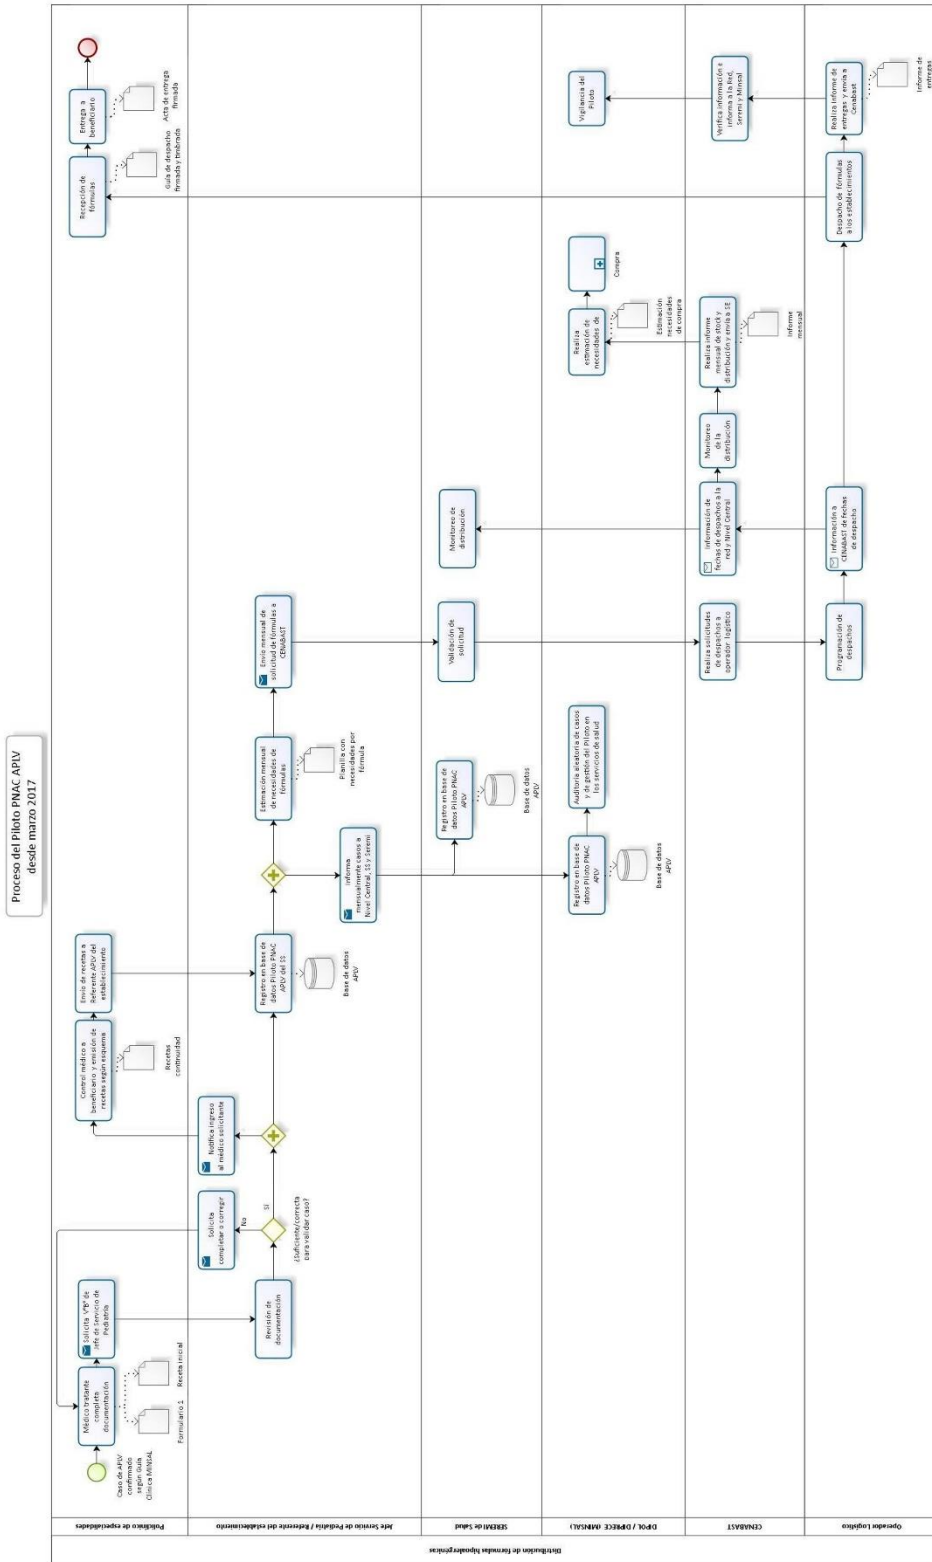 Proceso del Piloto PNAC APLV
desde marzo 2017
Distribución de fórmulas hipoalergénicas
Policlínico de especialidades
Caso de APLV
confirmado
según Guía
Clínica MINSAL
Médico tratante
completa
documentación
Formulario 1
Receta inicial
Solicita V°B° de
Jefe de Servicio de
Pediatría
Control médico a
beneficiario y emisión de
recetas según esquema
Recetas
continuidad
Envío de recetas a
Referente APLV del
establecimiento
Recepción de
fórmulas
Guía de despacho
firmada y timbrada
Entrega a
beneficiario
Acta de entrega
firmada
Jefe Servicio de Pediatría / Referente del establecimiento
Revisión de
documentación
¿Suficiente/correcta
para validar caso?
No
Sí
Solicita
completar o corregir
Notifica ingreso
al médico solicitante
Registro en base de
datos Piloto PNAC
APLV del SS
Base de datos
APLV
Informa
mensualmente casos a
Nivel Central, SS y Seremi
Estimación mensual
de necesidades de
fórmulas
Planilla con
necesidades por
fórmula
Envío mensual de
solicitud de fórmulas a
CENABAST
SEREMI de Salud
Registro en base de
datos Piloto PNAC
APLV
Base de datos
APLV
Validación de
solicitud
Monitoreo de
distribución
DIPOL / DIPRECE (MINSAL)
Registro en base de
datos Piloto PNAC
APLV
Base de datos
APLV
Auditoría aleatoria de casos
y de gestión del Piloto en
los servicios de salud
Realiza
estimación de
necesidades de
Estimación
necesidades
de compra
Compra
Vigilancia del
Piloto
CENABAST
Realiza solicitudes
de despachos a
operador logístico
Información de
fechas de despachos a la
red y Nivel Central
Monitoreo
de la
distribución
Realiza informe
mensual de stock y
distribución y envía a SE
Informe
mensual
Verifica información e
informa a la Red,
Seremi y Minsal
Operador Logístico
Programación de
despachos
Información a
CENABAST de fechas
de despacho
Despacho de fórmulas
a los establecimientos
Realiza informe de
entregas y envía a
Cenabast
Informe de
entregas